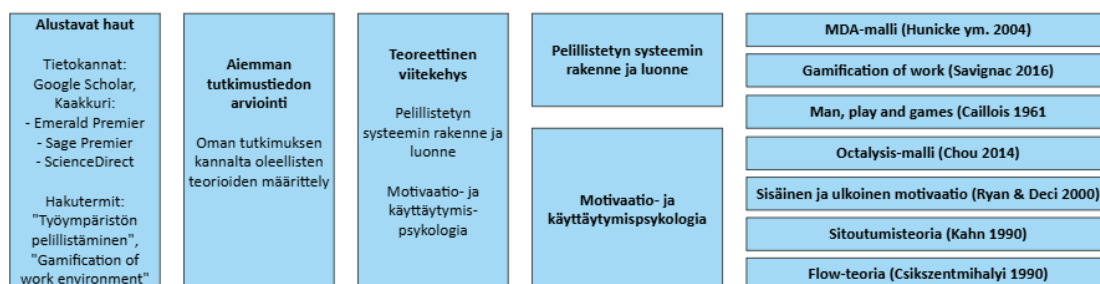 Alustavat haut
Tietokannat:
Google Scholar,
Kaakkuri:
- Emerald Premier
- Sage Premier
- ScienceDirect
Hakutermit:
"Työympäristön
pelillistäminen",
"Gamification of
work environment"
Aiemman
tutkimustiedon
arviointi
Oman tutkimuksen
kannalta oleellisten
teorioiden määrittely
Teoreettinen
viitekehys
Pelillistetyn
systeemin rakenne ja
luonne
Motivaatio- ja
käyttäytymis-
psykologia
Pelillistetyn systeemin
rakenne ja luonne
Motivaatio- ja
käyttäytymispsykologia
MDA-malli (Hunicke ym. 2004)
Gamification of work (Savignac 2016)
Man, play and games (Caillois 1961
Octalysis-malli (Chou 2014)
Sisäinen ja ulkoinen motivaatio (Ryan & Deci 2000)
Sitoutumisteoria (Kahn 1990)
Flow-teoria (Csikszentmihalyi 1990)